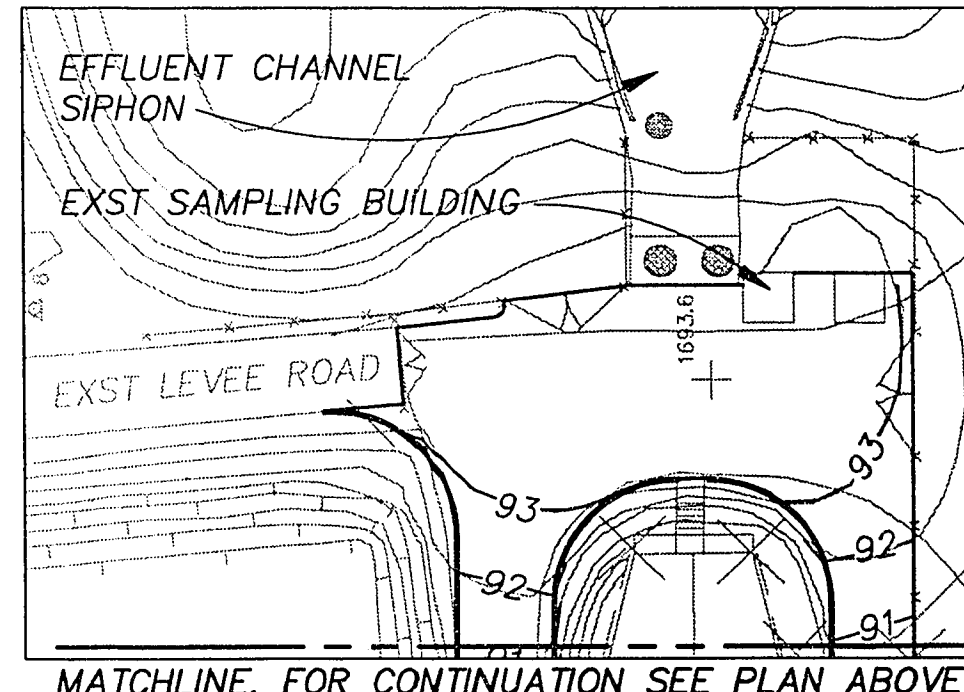 EFFLUENT CHANNEL
SIPHON
EXST SAMPLING BUILDING
1693.6
EXST LEVEE ROAD
93
93
92
92
91
MATCHLINE. FOR CONTINUATION SEE PLAN ABOVE